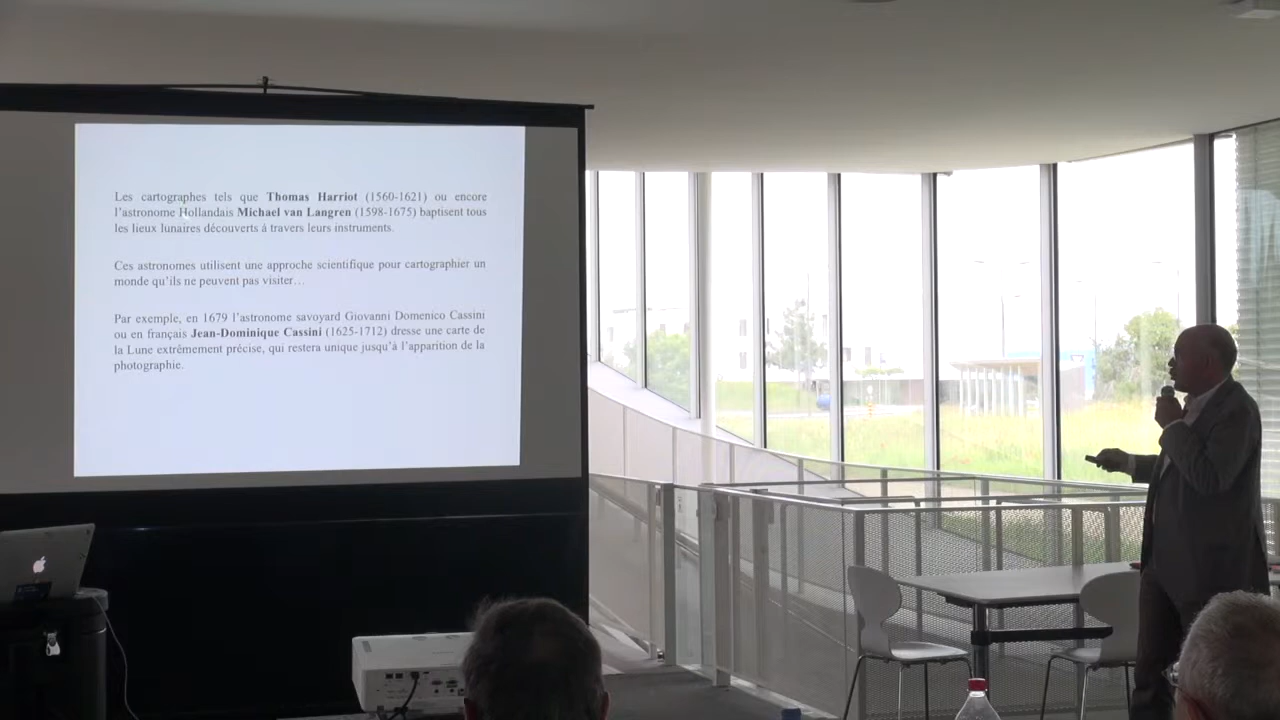 Les cartographes tels que Thomas Harriot (1560-1621) ou encore
l'astronome Hollandais Michael van Langren (1598-1675) baptisent tous
les lieux lunaires découverts à travers leurs instruments.
Ces astronomes utilisent une approche scientifique pour cartographier un
monde qu'ils ne peuvent pas visiter…
Par exemple, en 1679 l'astronome savoyard Giovanni Domenico Cassini
ou en français Jean-Dominique Cassini (1625-1712) dresse une carte de
la Lune extrêmement précise, qui restera unique jusqu'à l'apparition de la
photographie.